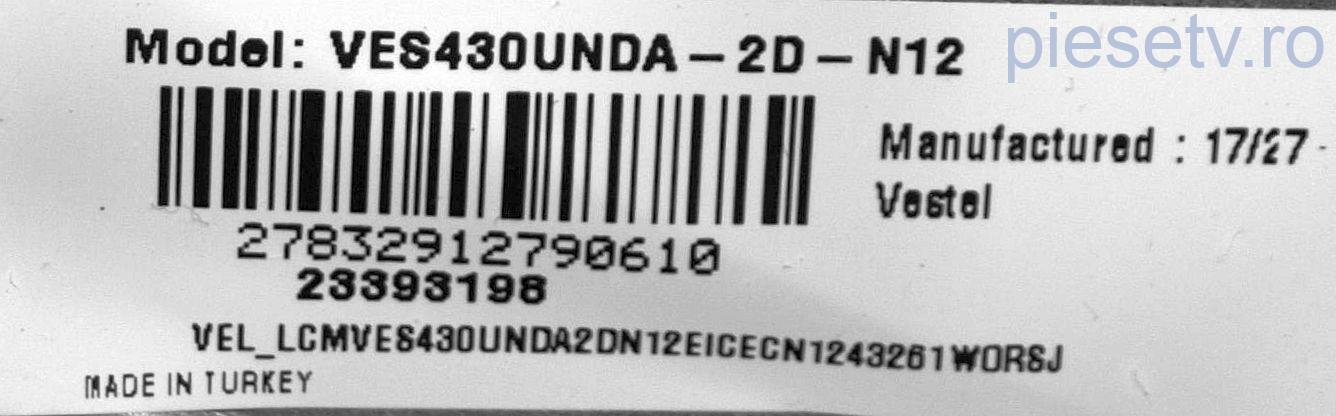 piesetv.ro
Model: VES430UNDA-2D-N12
Manufactured : 17/27 -
Vestel
27832912790610
23393198
VEL_LCMVES430UNDA2DN12EICECN1243261WORSJ
MADE IN TURKEY